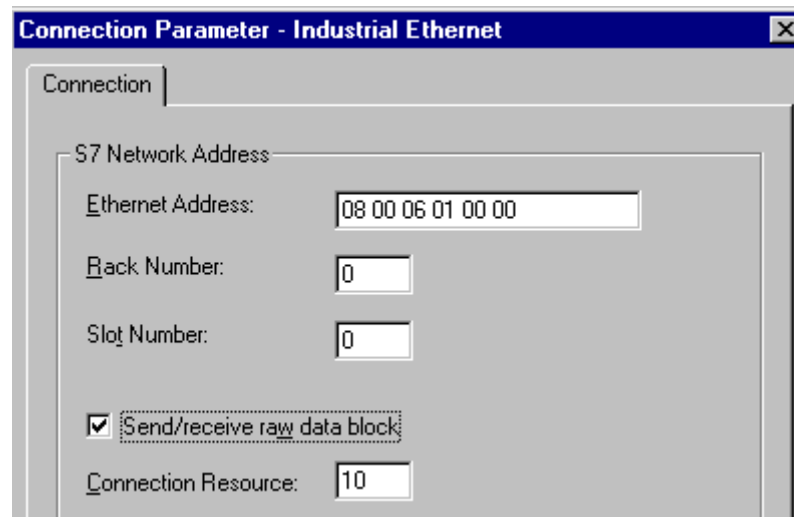 Connection Parameter - Industrial Ethernet
Connection
S7 Network Address
Ethernet Address: 08 00 06 01 00 00
Rack Number: 0
Slot Number: 0
Send/receive raw data block
Connection Resource: 10